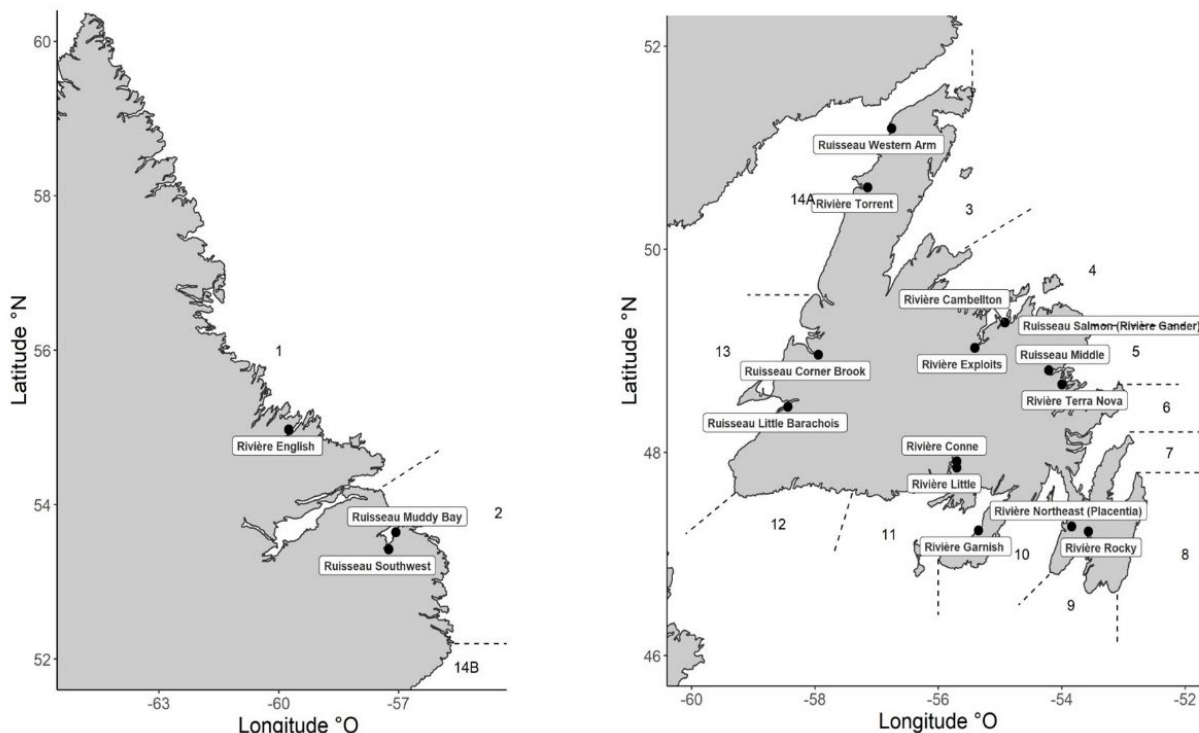 60
58
56
54
52
Latitude °N
-63
-60
-57
Longitude °O
1
Rivière English
2
Ruisseau Muddy Bay
Ruisseau Southwest
14B
52
50
48
46
Latitude °N
-60
-58
-56
-54
-52
Longitude °O
Ruisseau Western Arm
14A
Rivière Torrent
3
4
Rivière Cambellton
Ruisseau Salmon (Rivière Gander)
13
5
Rivière Exploits
Ruisseau Middle
Ruisseau Corner Brook
Rivière Terra Nova
6
Ruisseau Little Barachois
Rivière Conne
7
Rivière Little
12
11
Rivière Northeast (Placentia)
Rivière Garnish
10
Rivière Rocky
8
9